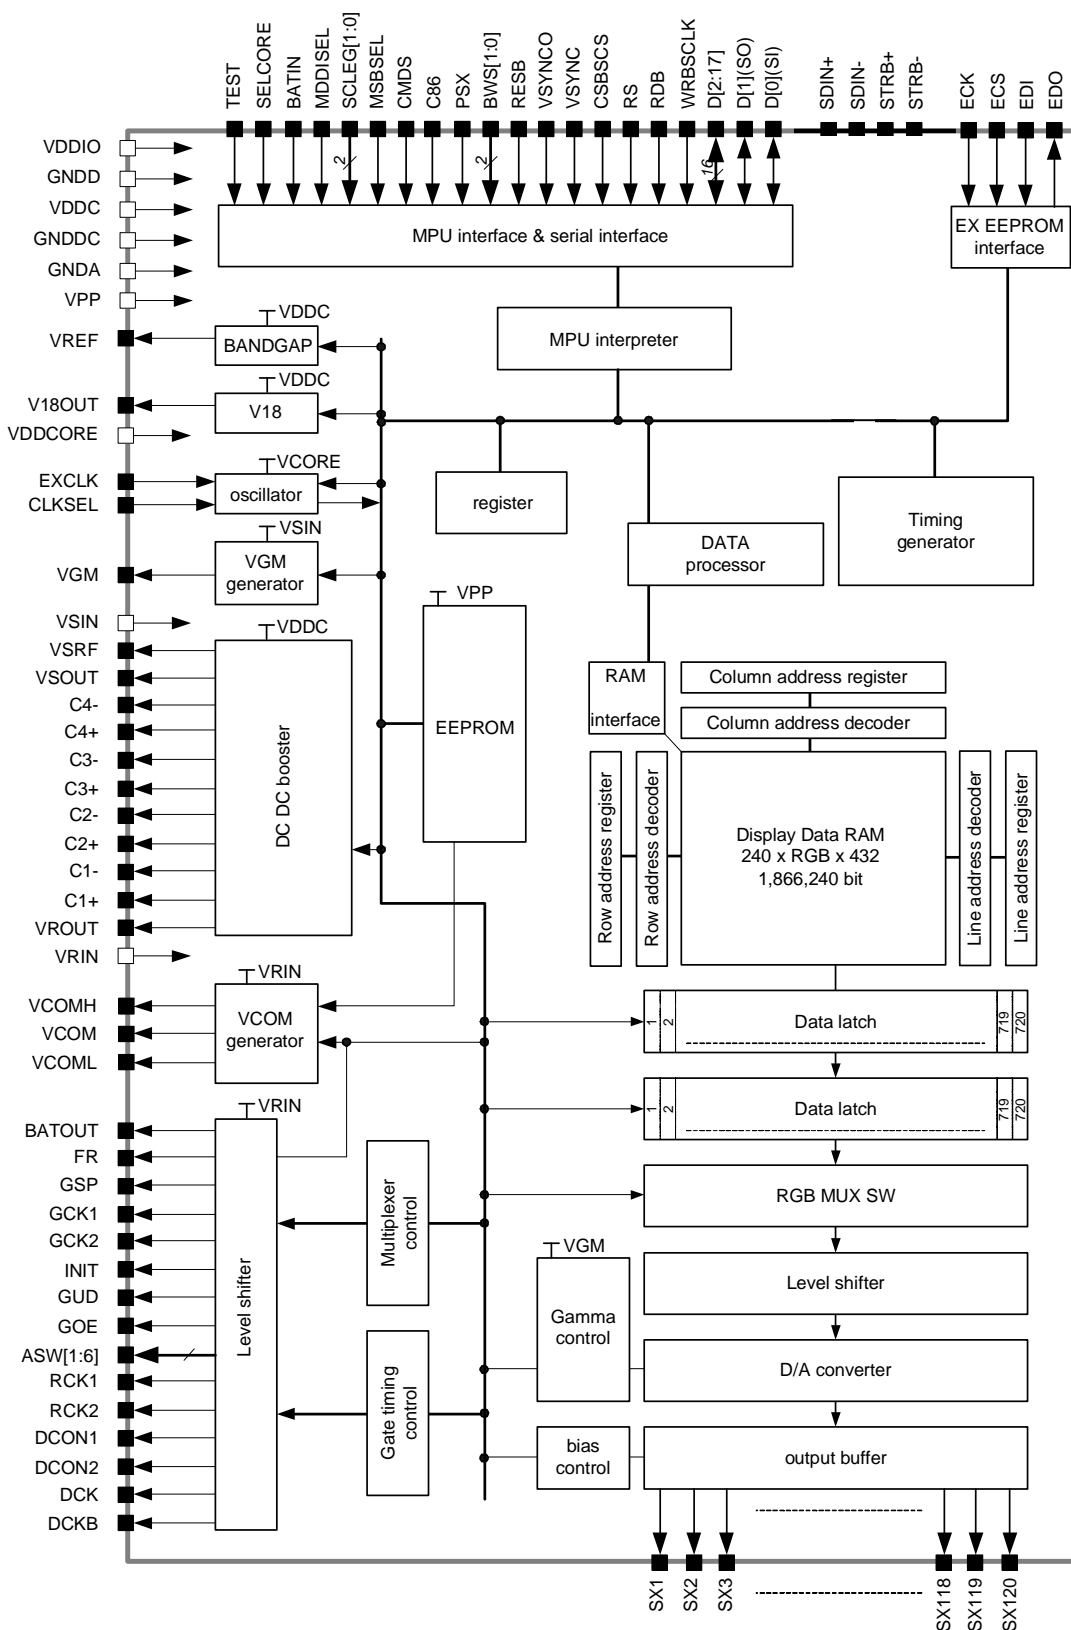 TEST
SELCORE
BATIN
MDDISEL
SCLEG[1:0]
MSBSEL
CMDS
C86
PSX
BWS[1:0]
RESB
VSYNCO
VSYNC
CSBSCS
RS
RDB
WRBSCLK
D[2:17]
D[1](SO)
D[0](SI)
SDIN+
SDIN-
STRB+
STRB-
ECK
ECS
EDI
EDO
2
2
16
VDDIO
GNDD
VDDC
GNDDC
GNDA
VPP
VREF
V18OUT
VDDCORE
EXCLK
CLKSEL
VGM
VSIN
VSRF
VSOUT
C4-
C4+
C3-
C3+
C2-
C2+
C1-
C1+
VROUT
VRIN
VCOMH
VCOM
VCOML
BATOUT
FR
GSP
GCK1
GCK2
INIT
GUD
GOE
ASW[1:6]
RCK1
RCK2
DCON1
DCON2
DCK
DCKB
MPU interface & serial interface
EX EEPROM
interface
MPU interpreter
VDDC
BANDGAP
VDDC
V18
VCORE
oscillator
VSIN
VGM
generator
VDDC
DC DC booster
register
DATA
processor
Timing
generator
VPP
EEPROM
RAM
interface
Column address register
Column address decoder
Row address register
Row address decoder
Display Data RAM
240 x RGB x 432
1,866,240 bit
Line address decoder
Line address register
VRIN
VCOM
generator
1
2
Data latch
719
720
1
2
Data latch
719
720
VRIN
Level shifter
Multiplexer
control
Gate timing
control
RGB MUX SW
Level shifter
VGM
Gamma
control
D/A converter
bias
control
output buffer
SX1
SX2
SX3
SX118
SX119
SX120